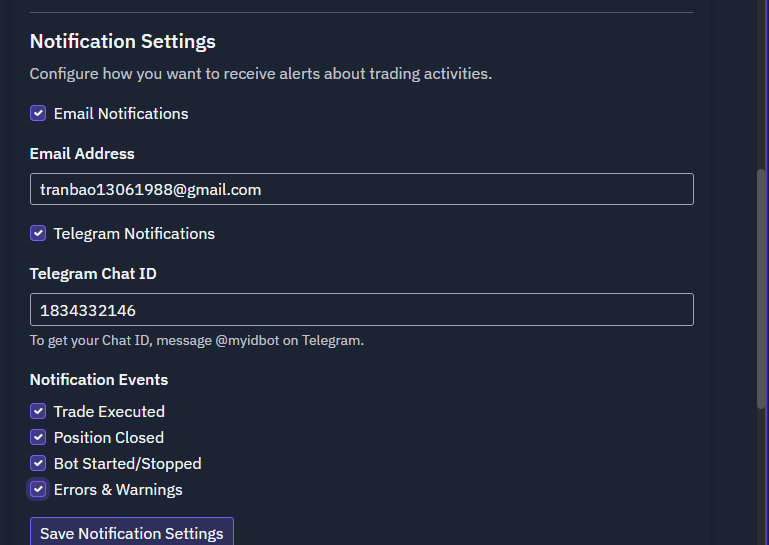 Notification Settings
Configure how you want to receive alerts about trading activities.
Email Notifications
Email Address
tranbao13061988@gmail.com
Telegram Notifications
Telegram Chat ID
1834332146
To get your Chat ID, message @myidbot on Telegram.
Notification Events
Trade Executed
Position Closed
Bot Started/Stopped
Errors & Warnings
Save Notification Settings